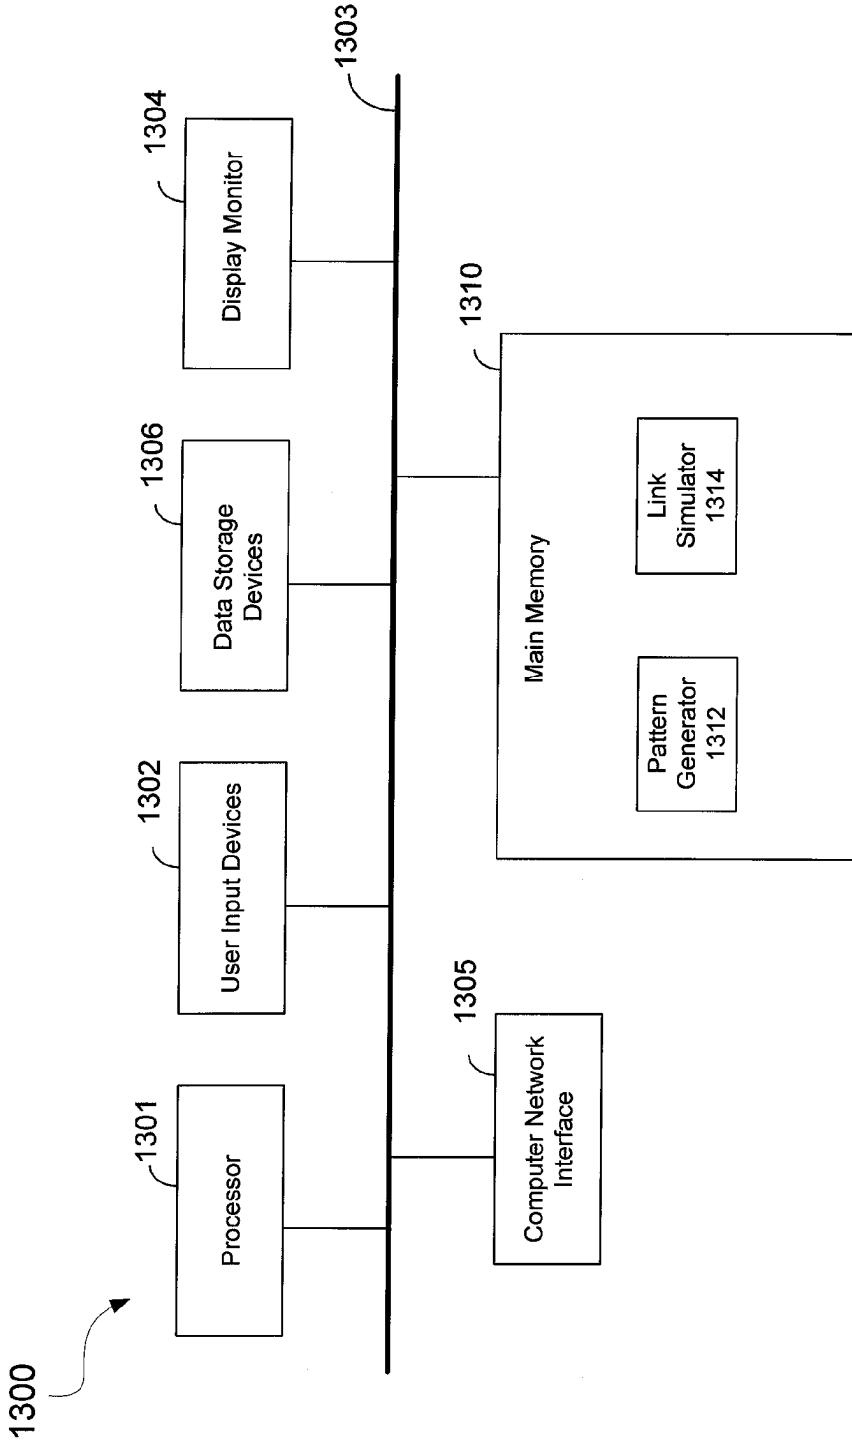 1300
1301
Processor
1302
User Input Devices
1306
Data Storage
Devices
1304
Display Monitor
1303
1305
Computer Network
Interface
1310
Main Memory
Pattern
Generator
1312
Link
Simulator
1314